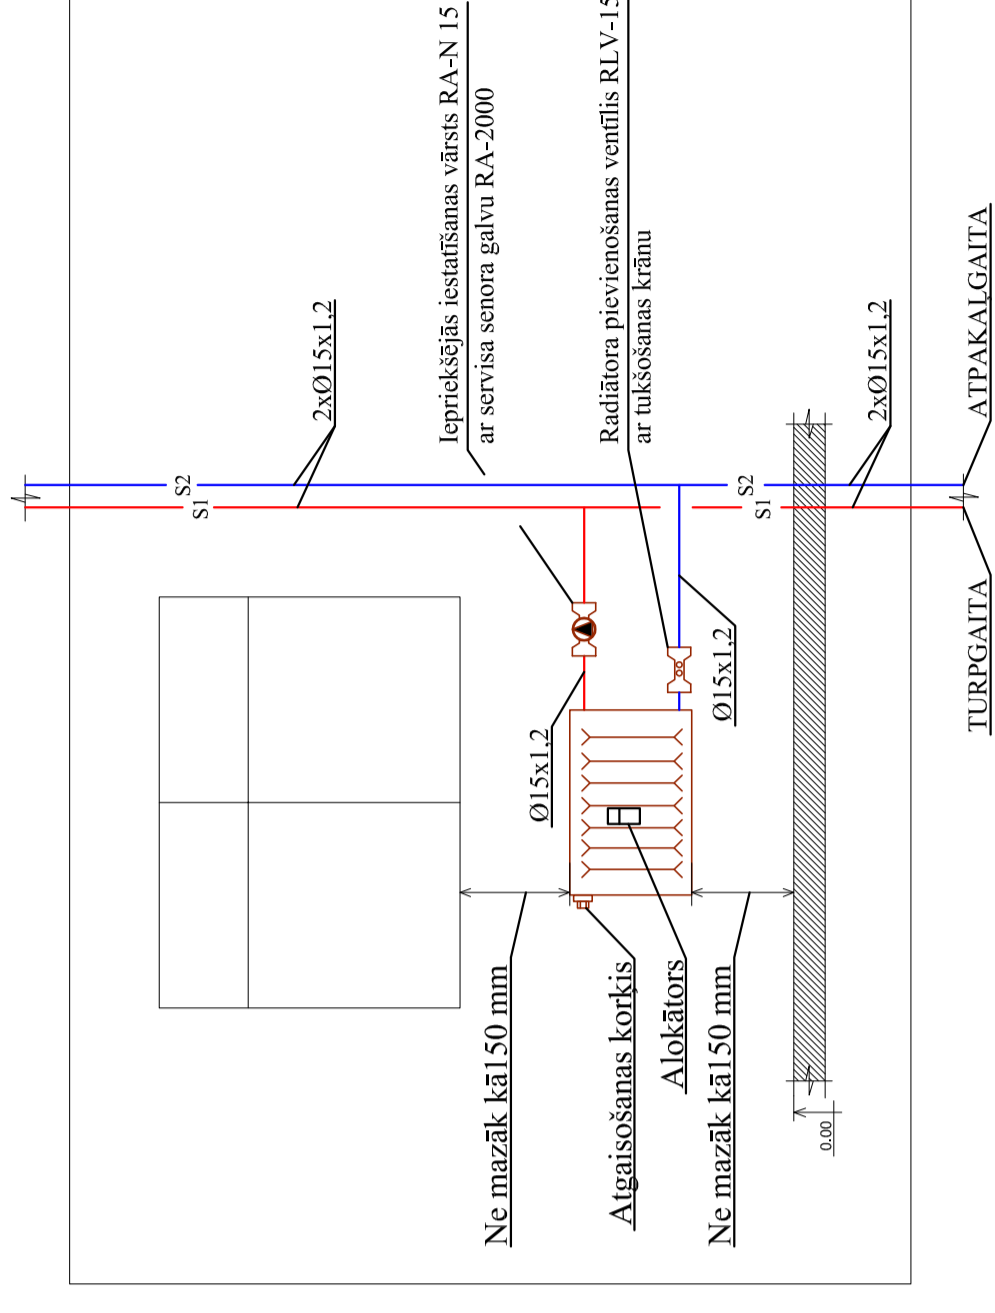 Iepriekšējās iestatīšanas vārsts RA-N 15
ar servisa senora galvu RA-2000
2xØ15x1,2
Radiātora pievienošanas ventīlis RLV-15
ar tukšošanas krānu
2xØ15x1,2
S2
S1
S2
S1
ATPAKAĻGAITA
TURPGAITA
Ø15x1,2
Ø15x1,2
Ne mazāk kā150 mm
Atgaisošanas korķis
Alokātors
Ne mazāk kā150 mm
0.00